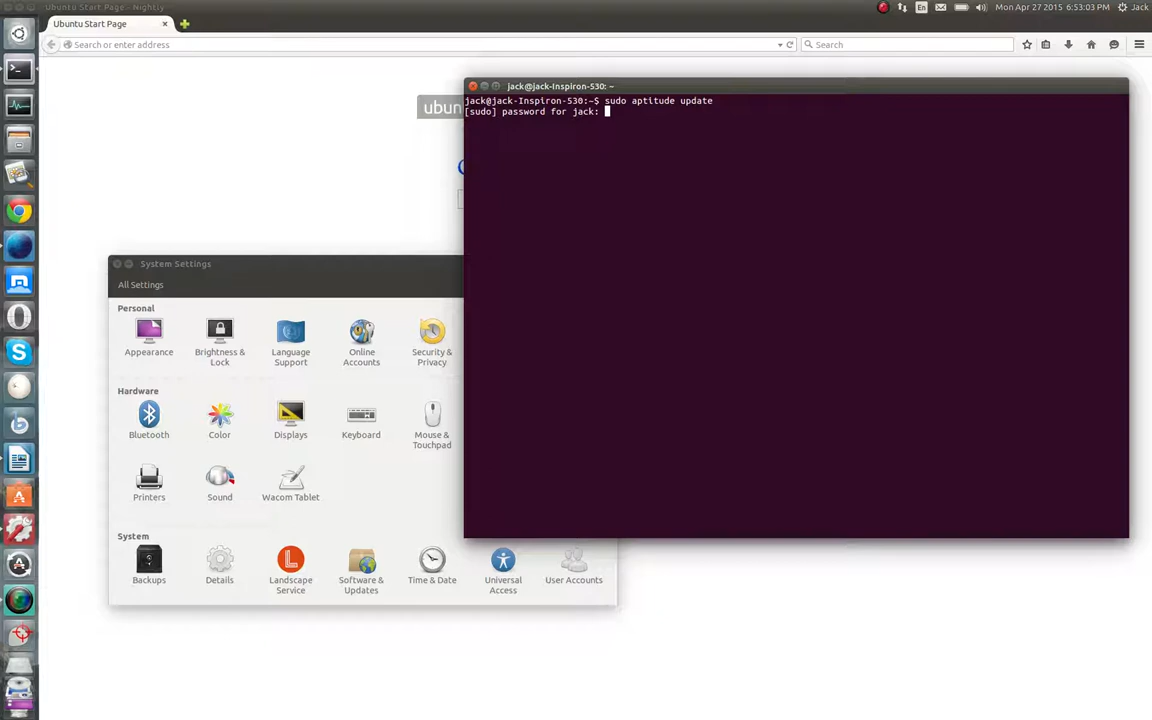 Ubuntu Start Page - Nightly
En
Mon Apr 27 2015 6:53:03 PM
Jack
Ubuntu Start Page
Search or enter address
Search
jack@jack-Inspiron-530: ~
jack@jack-Inspiron-530:~$ sudo aptitude update
[sudo] password for jack:
ubun
System Settings
All Settings
Personal
Appearance
Brightness &
Lock
Language
Support
Online
Accounts
Security &
Privacy
Hardware
Bluetooth
Color
Displays
Keyboard
Mouse &
Touchpad
Printers
Sound
Wacom Tablet
System
Backups
Details
Landscape
Service
Software &
Updates
Time & Date
Universal
Access
User Accounts